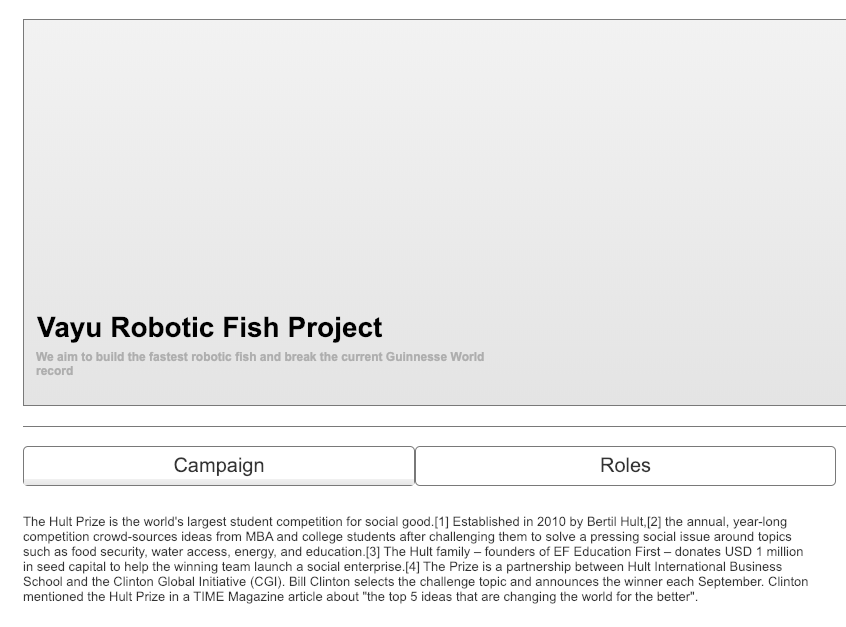 Vayu Robotic Fish Project
We aim to build the fastest robotic fish and break the current Guinnesse World
record
Campaign
Roles
The Hult Prize is the world's largest student competition for social good.[1] Established in 2010 by Bertil Hult,[2] the annual, year-long
competition crowd-sources ideas from MBA and college students after challenging them to solve a pressing social issue around topics
such as food security, water access, energy, and education.[3] The Hult family – founders of EF Education First – donates USD 1 million
in seed capital to help the winning team launch a social enterprise.[4] The Prize is a partnership between Hult International Business
School and the Clinton Global Initiative (CGI). Bill Clinton selects the challenge topic and announces the winner each September. Clinton
mentioned the Hult Prize in a TIME Magazine article about "the top 5 ideas that are changing the world for the better".